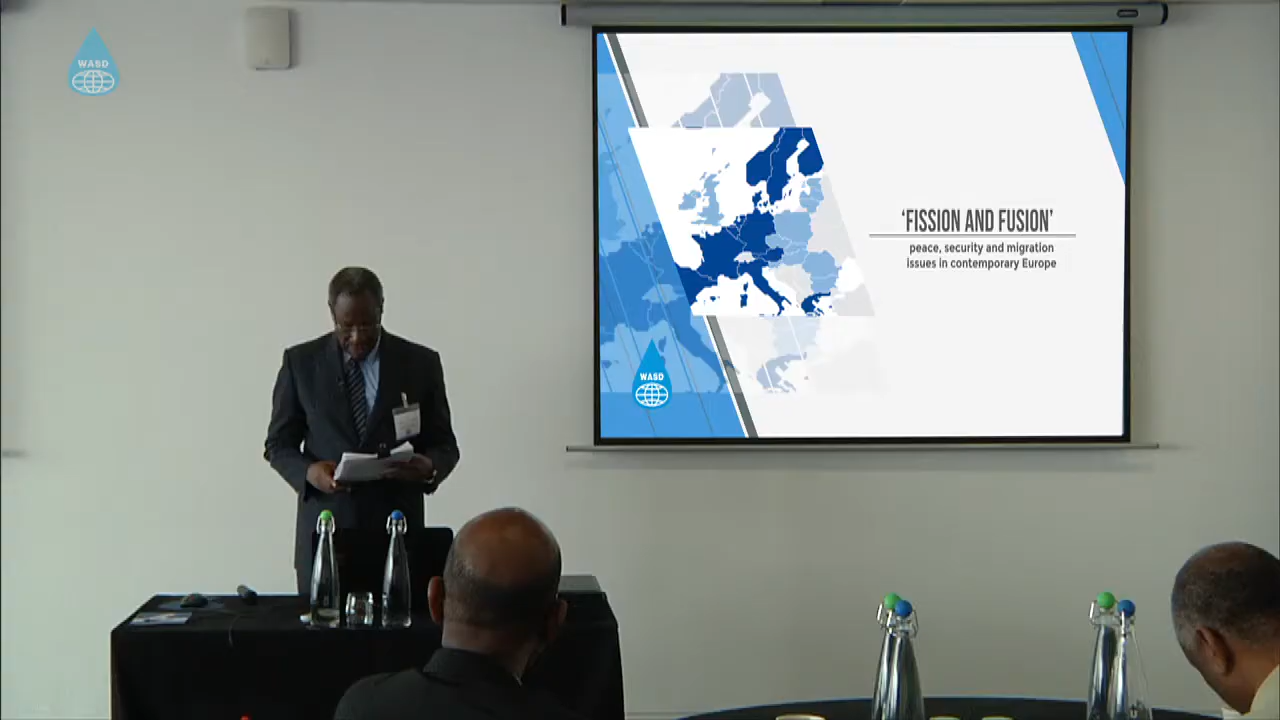 WASD
'FISSION AND FUSION'
peace, security and migration
issues in contemporary Europe
WASD